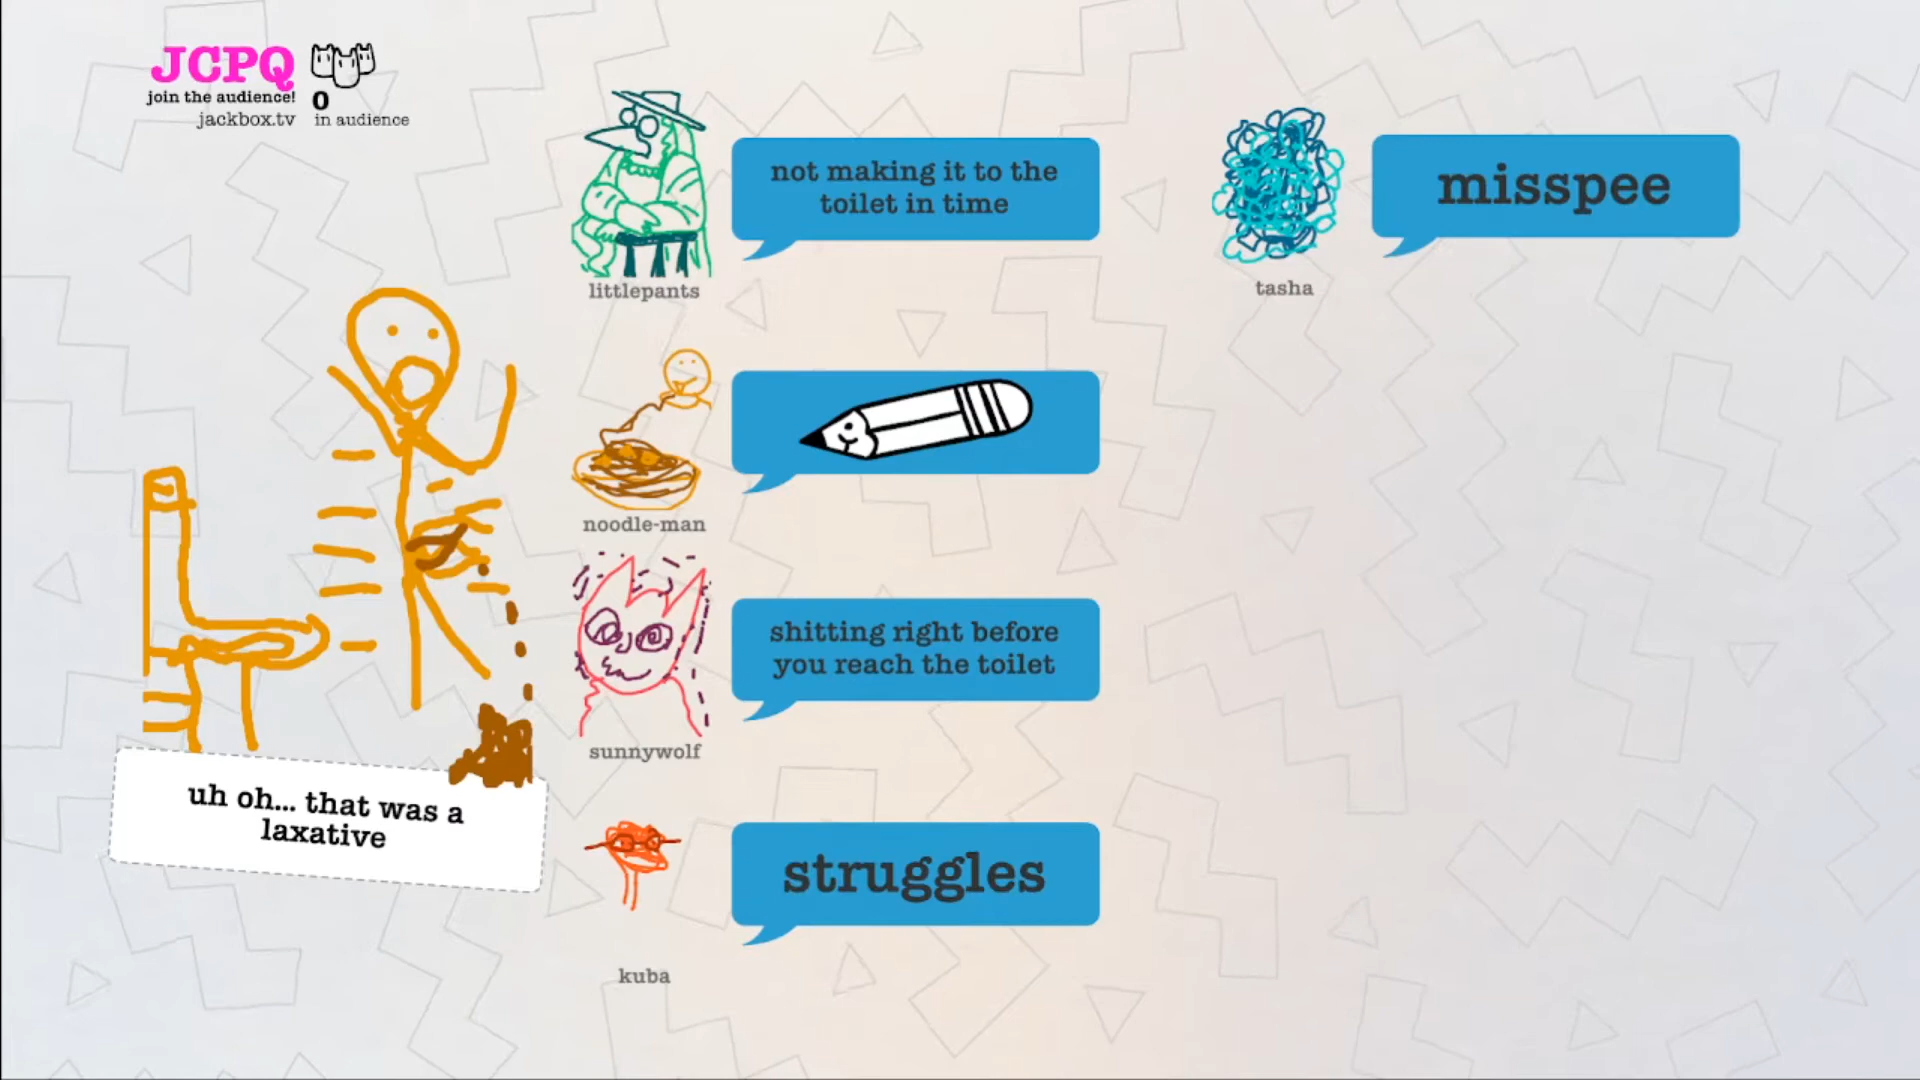 JCPQ
join the audience!
jackbox.tv
0
in audience
not making it to the
toilet in time
littlepants
misspee
tasha
noodle-man
shitting right before
you reach the toilet
sunnywolf
uh oh... that was a
laxative
struggles
kuba